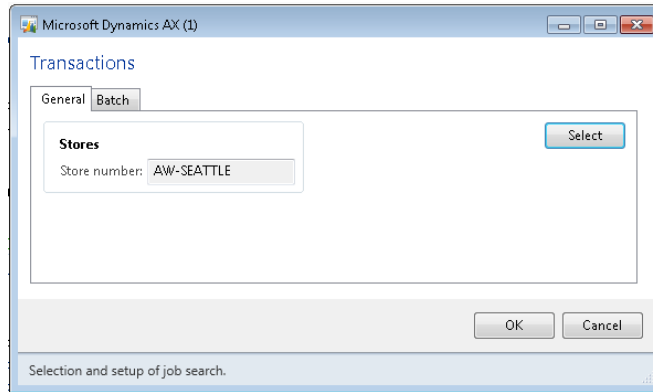 Microsoft Dynamics AX (1)
Transactions
General Batch
Stores
Select
Store number: AW-SEATTLE
OK Cancel
Selection and setup of job search.